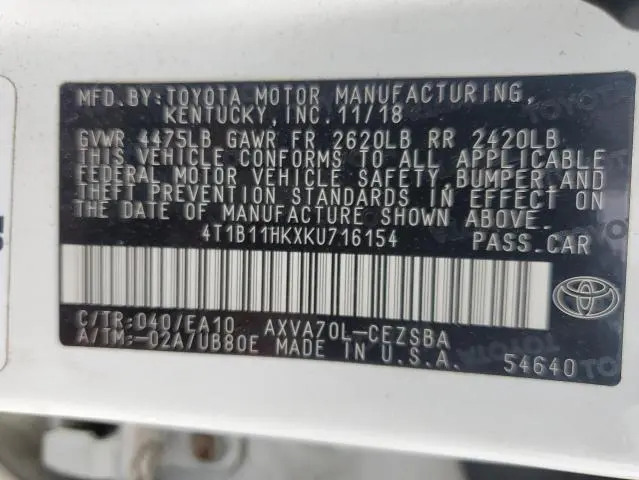 MFD.BY:TOYOTA MOTOR MANUFACTURING,
KENTUCKY,INC.11/18
GVWR 4475LB GAWR FR 2620LB RR 2420LB
THIS VEHICLE CONFORMS TO ALL APPLICABLE
FEDERAL MOTOR VEHICLE SAFETY,BUMPER,AND
THEFT PREVENTION STANDARDS IN EFFECT ON
THE DATE OF MANUFACTURE SHOWN ABOVE.
4T1B11HKXKU716154 PASS.CAR
C/TR:040/EA10 AXVA70L-CEZSBA
A/TM:-02A/UB80E MADE IN U.S.A.
54640